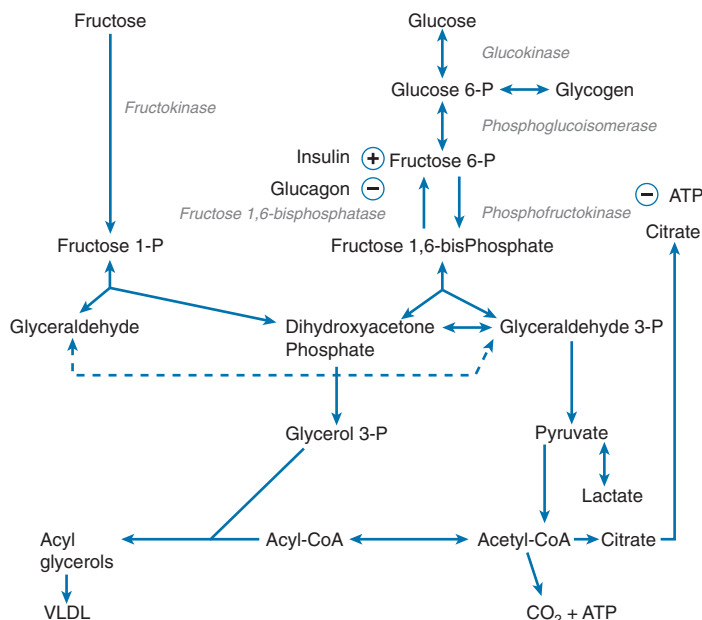 Fructose
Glucose
Glucokinase
Glucose 6-P
Glycogen
Fructokinase
Phosphoglucoisomerase
Insulin + Fructose 6-P
Glucagon −
− ATP
Fructose 1,6-bisphosphatase
Phosphofructokinase
Citrate
Fructose 1-P
Fructose 1,6-bisPhosphate
Glyceraldehyde
Dihydroxyacetone
Phosphate
Glyceraldehyde 3-P
Glycerol 3-P
Pyruvate
Lactate
Acyl
glycerols
Acyl-CoA
Acetyl-CoA
Citrate
VLDL
CO₂ + ATP